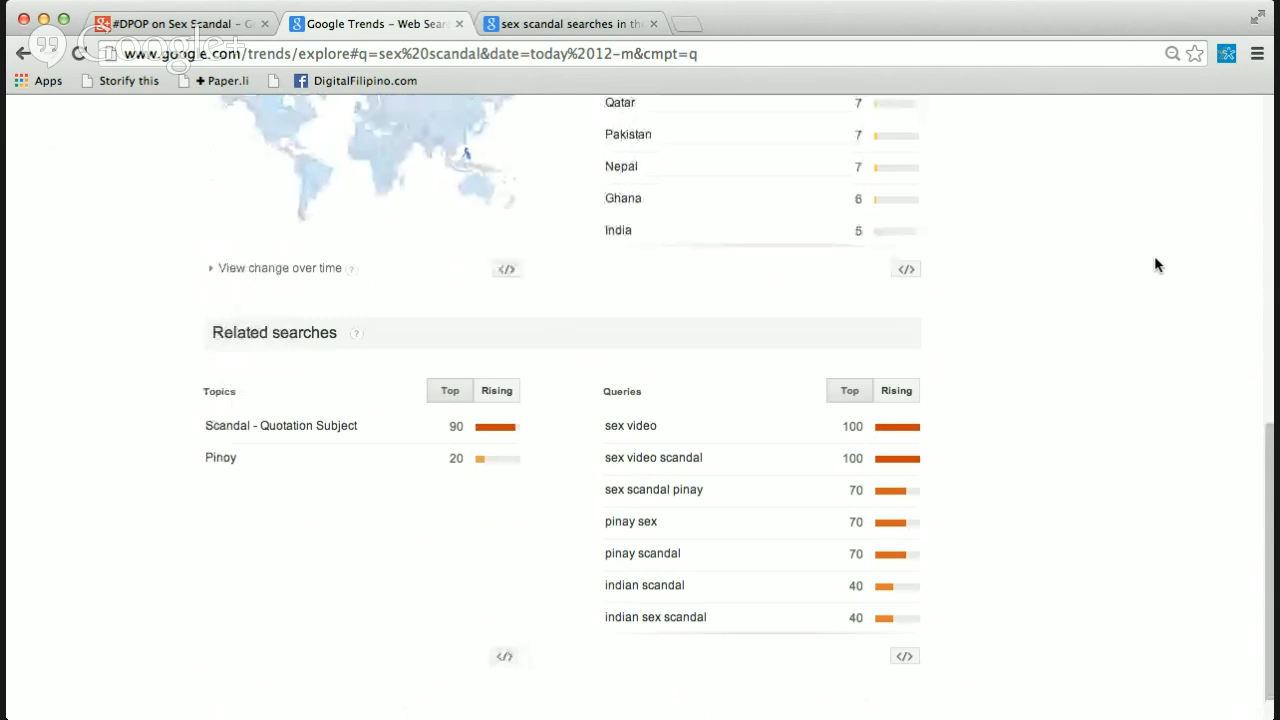 #DPOP on Sex Scandal – G
Google Trends – Web Sear
sex scandal searches in the
Google+
www.google.com/trends/explore#q=sex%20scandal&date=today%2012-m&cmpt=q
Apps
Storify this
+ Paper.li
DigitalFilipino.com
Qatar 7
Pakistan 7
Nepal 7
Ghana 6
India 5
View change over time ?
</>
</>
Related searches ?
Topics Top Rising
Scandal - Quotation Subject 90
Pinoy 20
</>
Queries Top Rising
sex video 100
sex video scandal 100
sex scandal pinay 70
pinay sex 70
pinay scandal 70
indian scandal 40
indian sex scandal 40
</>